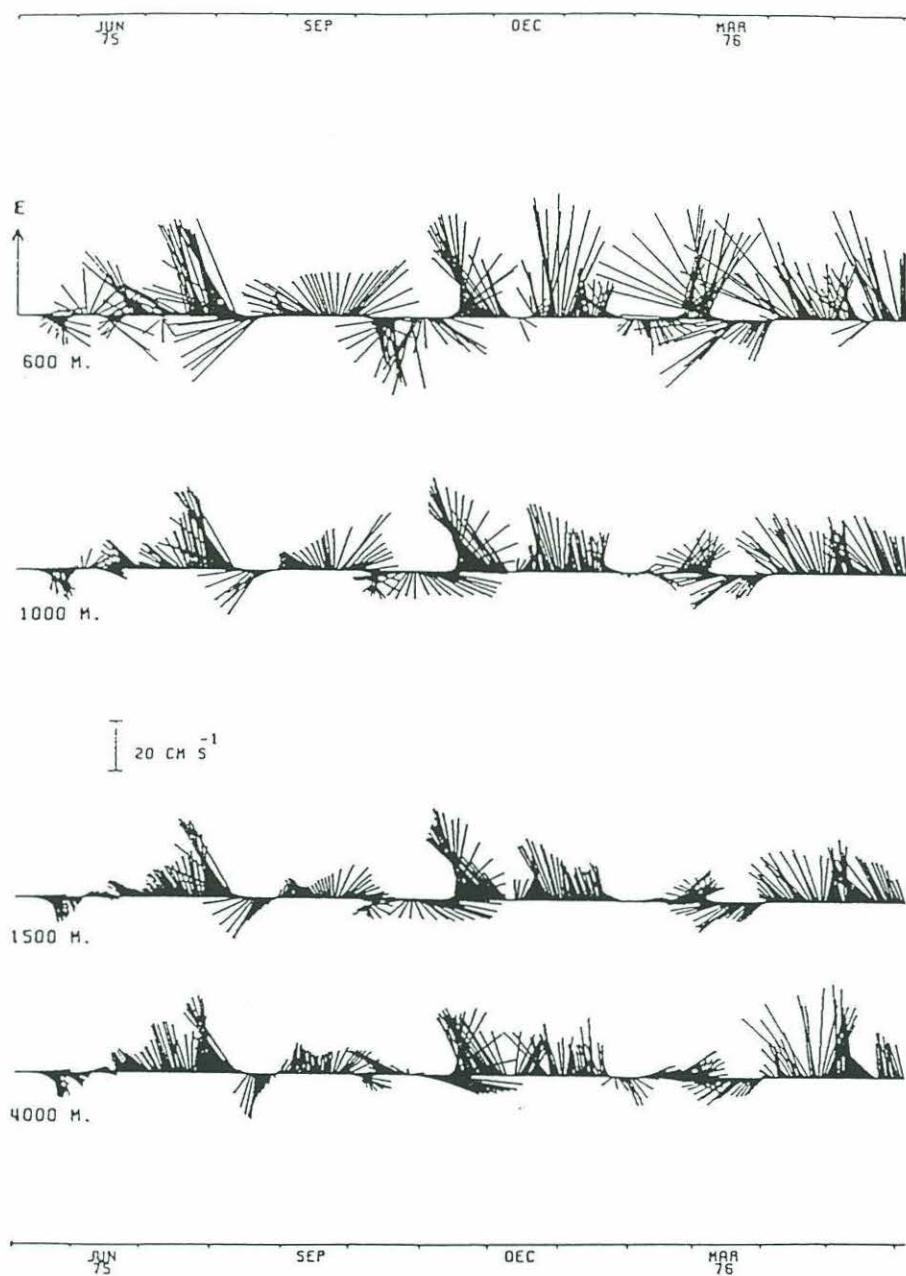 JUN SEP DEC MAR
75 76
E
600 M.
1000 M.
20 CM S-1
1500 M.
4000 M.
JUN SEP DEC MAR
75 76